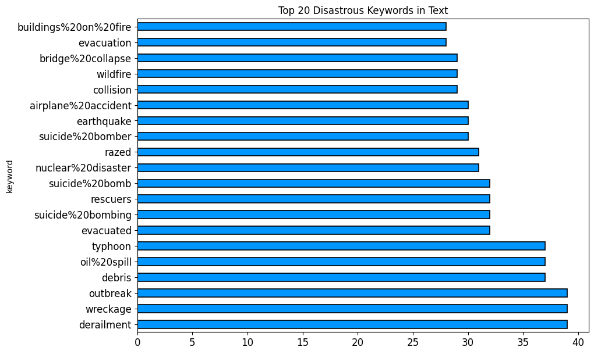 Top 20 Disastrous Keywords in Text
buildings%20on%20fire
evacuation
bridge%20collapse
wildfire
collision
airplane%20accident
earthquake
suicide%20bomber
razed
nuclear%20disaster
suicide%20bomb
rescuers
suicide%20bombing
evacuated
typhoon
oil%20spill
debris
outbreak
wreckage
derailment
keyword
0 5 10 15 20 25 30 35 40